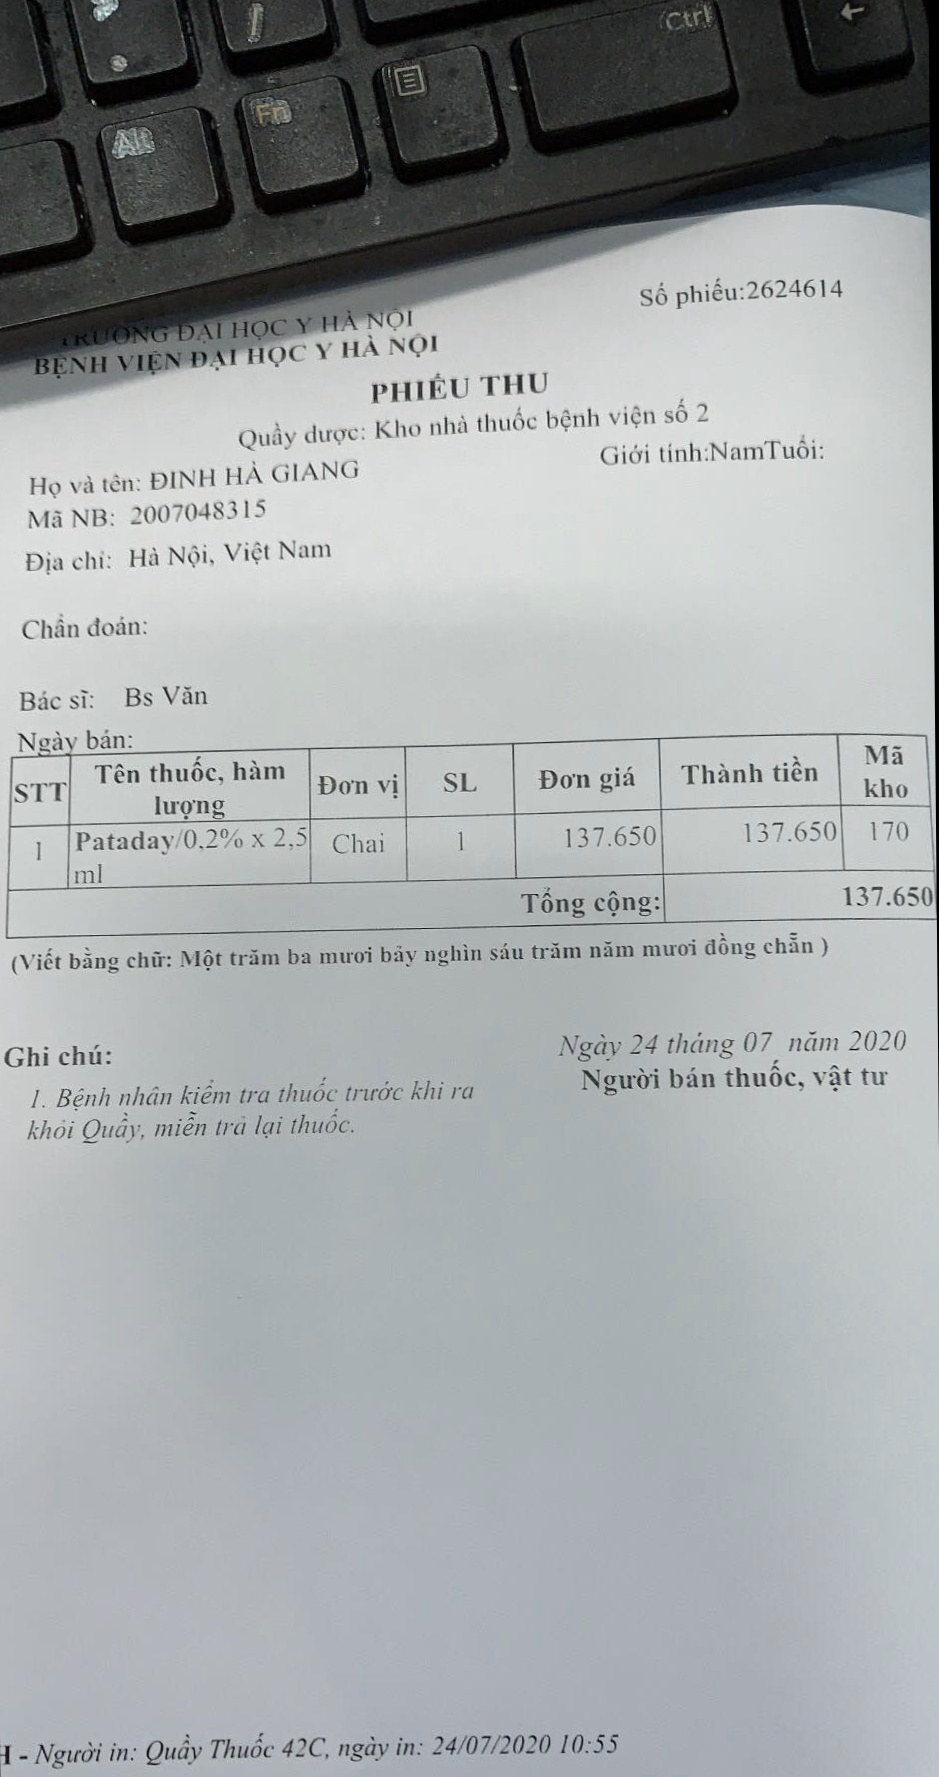 Ctrl
Alt
Fn
Số phiếu:2624614
TRƯỜNG ĐẠI HỌC Y HÀ NỘI
BỆNH VIỆN ĐẠI HỌC Y HÀ NỘI
PHIẾU THU
Quầy dược: Kho nhà thuốc bệnh viện số 2
Họ và tên: ĐINH HÀ GIANG Giới tính:NamTuổi:
Mã NB: 2007048315
Địa chỉ: Hà Nội, Việt Nam
Chẩn đoán:
Bác sĩ: Bs Văn
Ngày bán:
STT Tên thuốc, hàm lượng Đơn vị SL Đơn giá Thành tiền Mã kho
1 Pataday/0,2% x 2,5 ml Chai 1 137.650 137.650 170
Tổng cộng: 137.650
(Viết bằng chữ: Một trăm ba mươi bảy nghìn sáu trăm năm mươi đồng chẵn )
Ghi chú:
1. Bệnh nhân kiểm tra thuốc trước khi ra
khỏi Quầy, miễn trả lại thuốc.
Ngày 24 tháng 07 năm 2020
Người bán thuốc, vật tư
- Người in: Quầy Thuốc 42C, ngày in: 24/07/2020 10:55